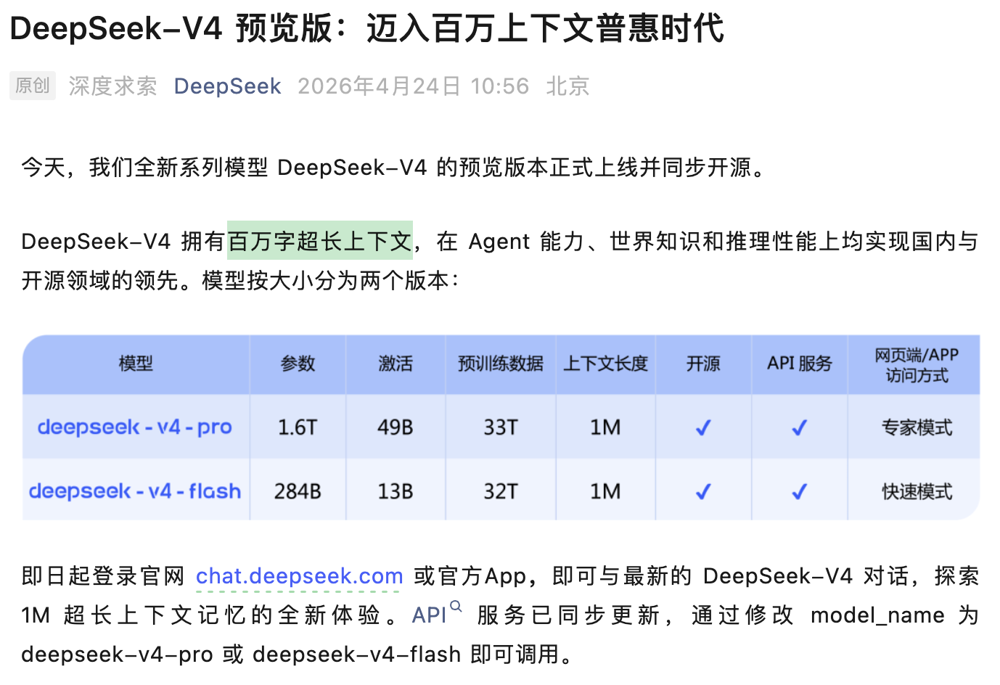 DeepSeek-V4 预览版：迈入百万上下文普惠时代
原创 深度求索 DeepSeek 2026年4月24日 10:56 北京
今天，我们全新系列模型 DeepSeek-V4 的预览版本正式上线并同步开源。
DeepSeek-V4 拥有百万字超长上下文，在 Agent 能力、世界知识和推理性能上均实现国内与
开源领域的领先。模型按大小分为两个版本：
模型 参数 激活 预训练数据 上下文长度 开源 API 服务 网页端/APP
访问方式
deepseek-v4-pro 1.6T 49B 33T 1M ✓ ✓ 专家模式
deepseek-v4-flash 284B 13B 32T 1M ✓ ✓ 快速模式
即日起登录官网 chat.deepseek.com 或官方App，即可与最新的 DeepSeek-V4 对话，探索
1M 超长上下文记忆的全新体验。API 服务已同步更新，通过修改 model_name 为
deepseek-v4-pro 或 deepseek-v4-flash 即可调用。